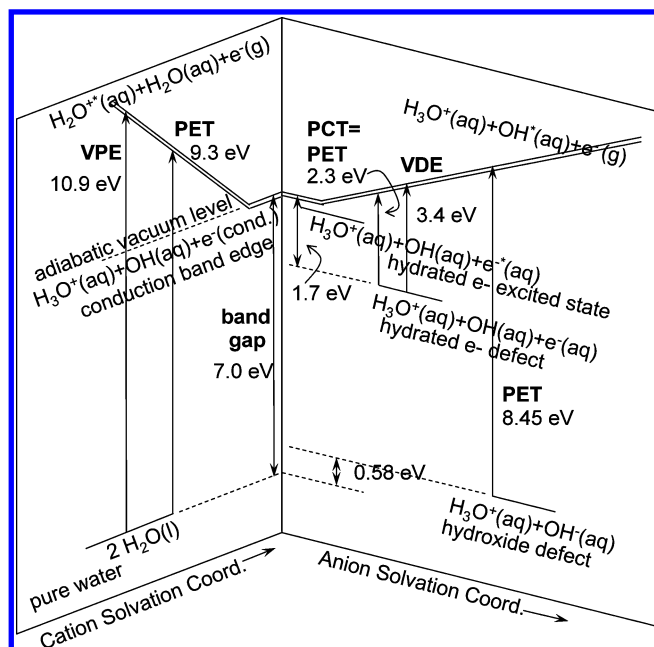 H₂O⁺*(aq)+H₂O(aq)+e⁻(g)
VPE
10.9 eV
PET
9.3 eV
adiabatic vacuum level
H₃O⁺(aq)+OH(aq)+e⁻(cond.)
conduction band edge
band
gap
7.0 eV
2 H₂O(l)
pure water
Cation Solvation Coord.
H₃O⁺(aq)+OH*(aq)+e⁻(g)
PCT=
PET
2.3 eV
VDE
3.4 eV
H₃O⁺(aq)+OH(aq)+e⁻*(aq)
hydrated e- excited state
1.7 eV
H₃O⁺(aq)+OH(aq)+e⁻(aq)
hydrated e- defect
PET
8.45 eV
0.58 eV
H₃O⁺(aq)+OH⁻(aq)
hydroxide defect
Anion Solvation Coord.